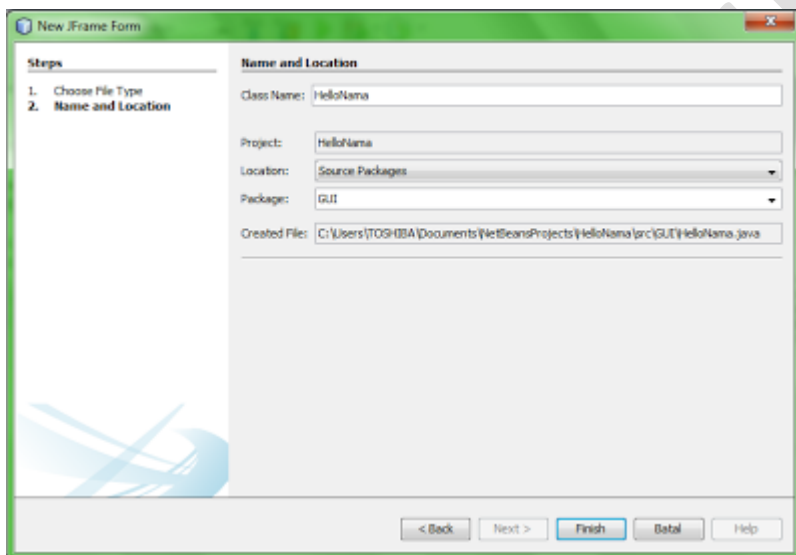 New JFrame Form
Steps
1. Choose File Type
2. Name and Location
Name and Location
Class Name: HelloNama
Project: HelloNama
Location: Source Packages
Package: GUI
Created File: C:\Users\TOSHIBA\Documents\NetBeansProjects\HelloNama\src\GUI\HelloNama.java
< Back Next > Finish Batal Help